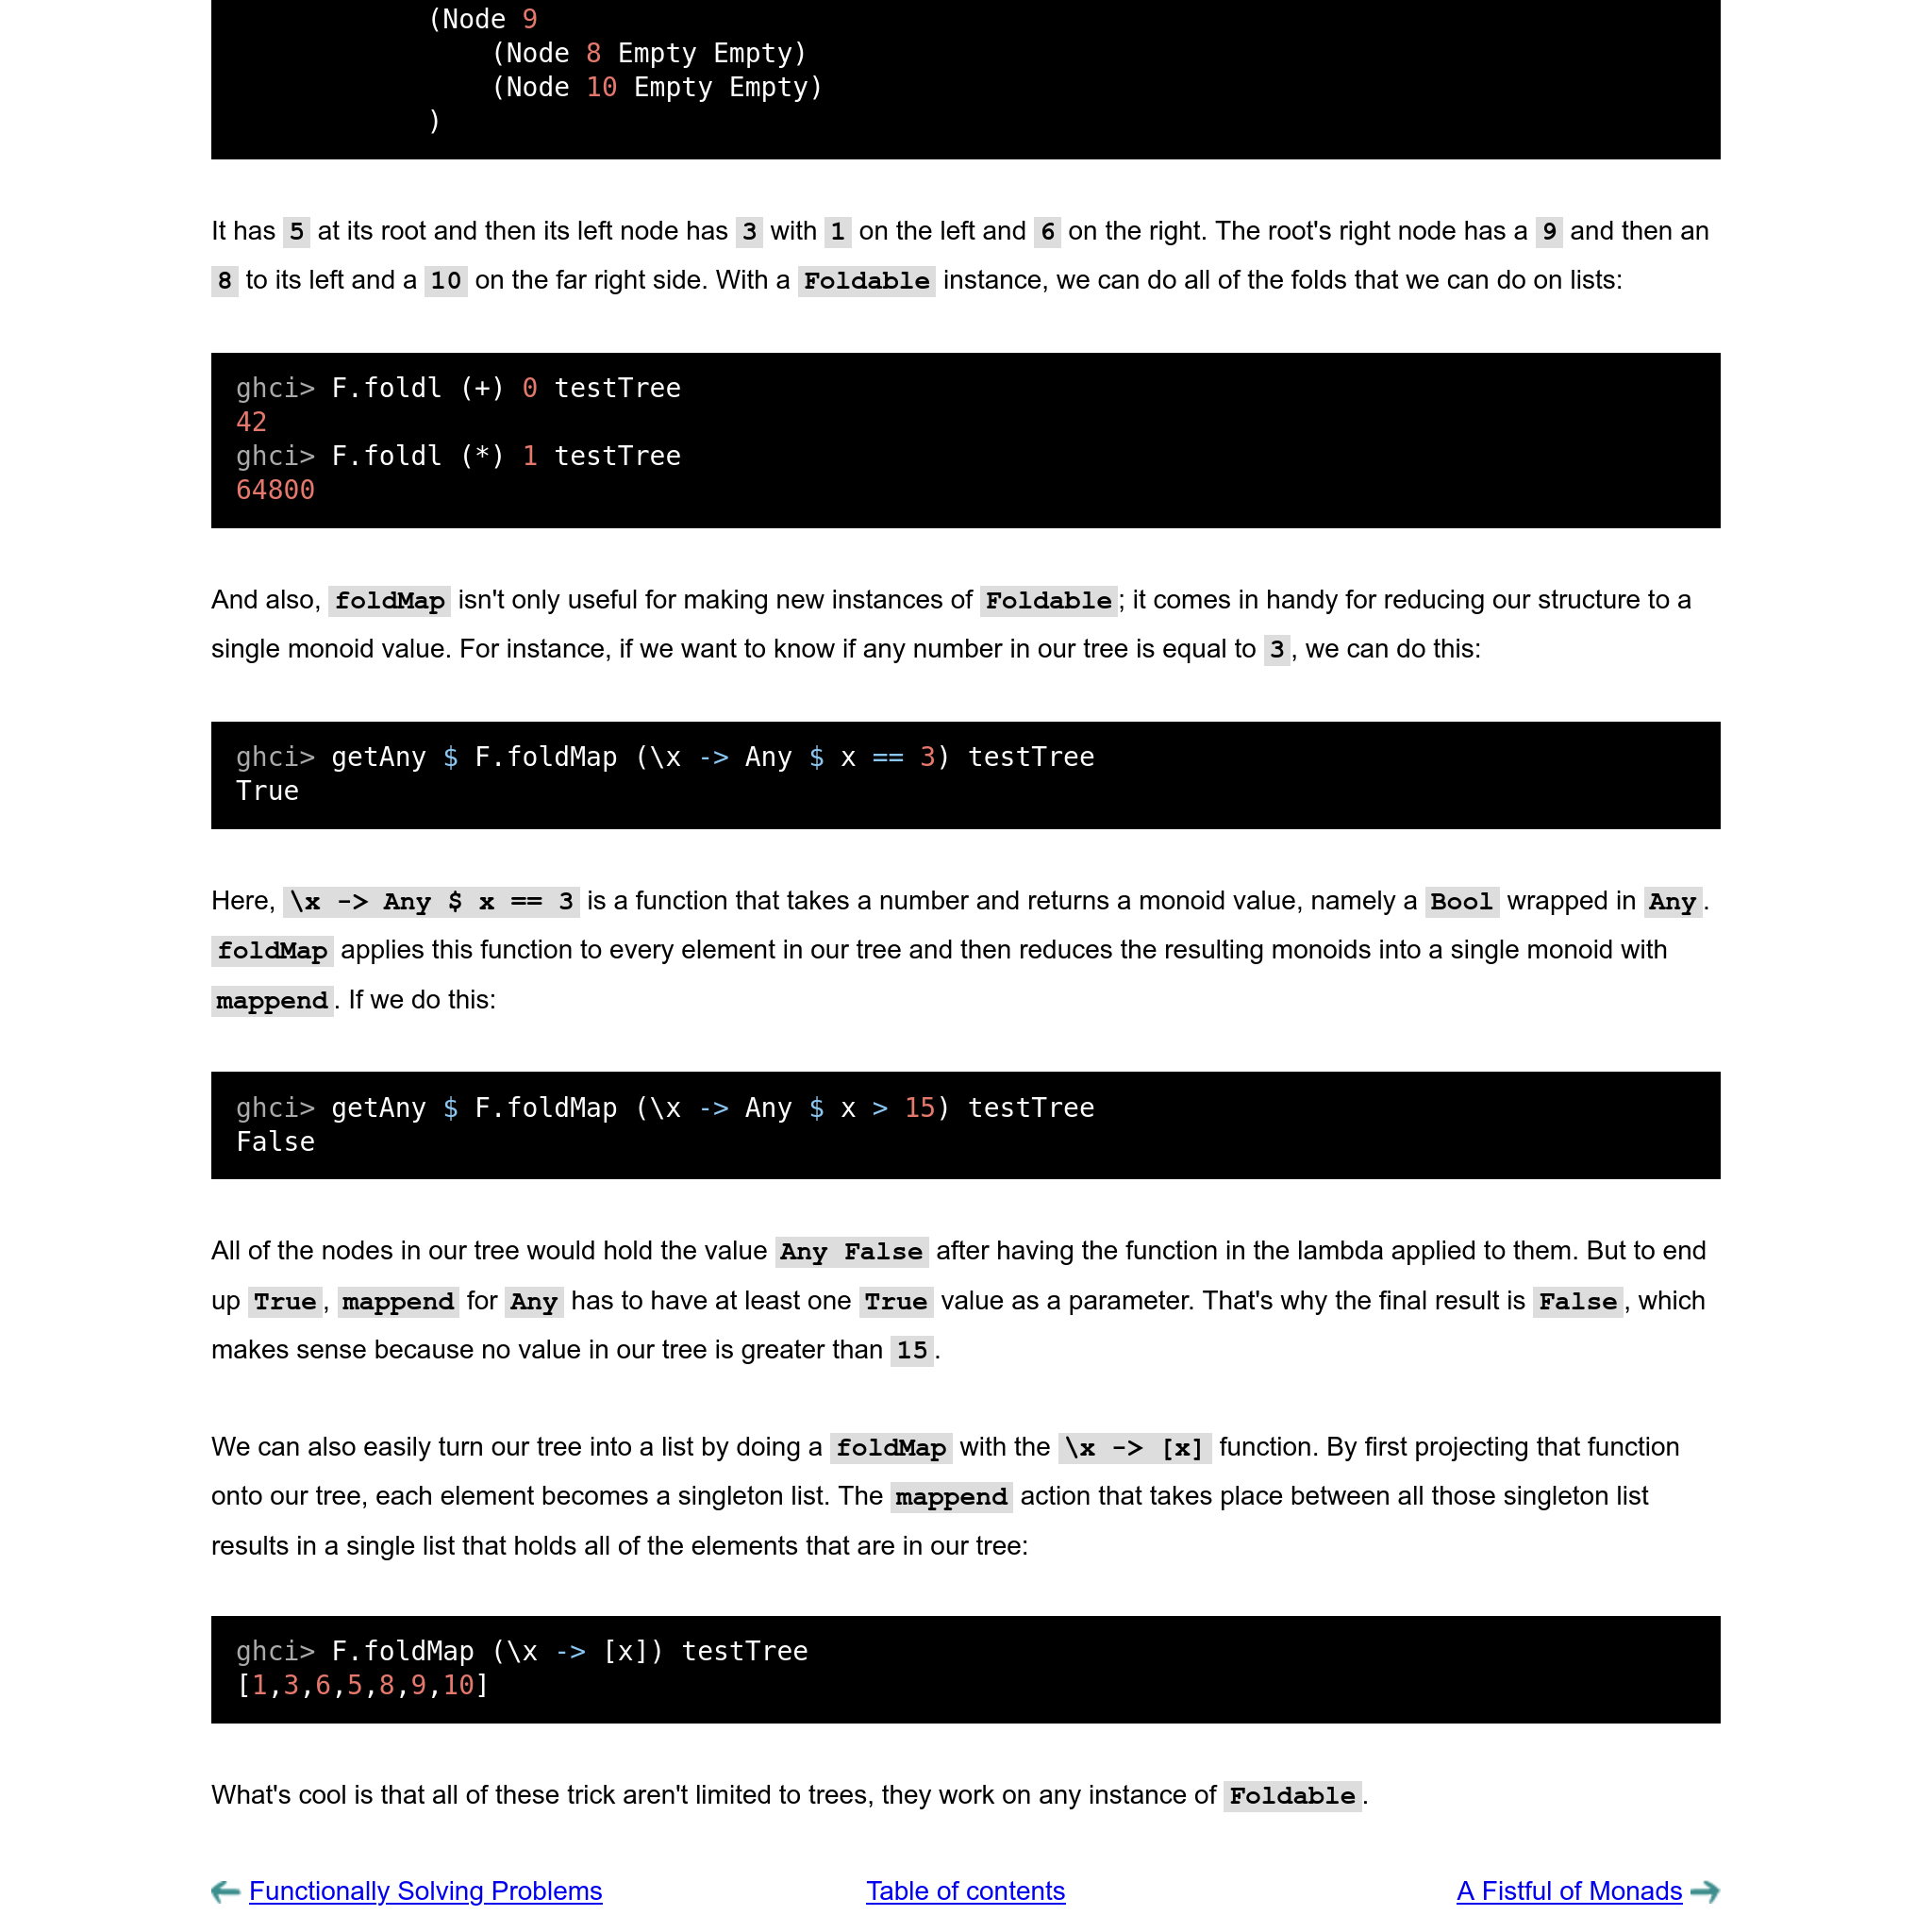 (Node 9
(Node 8 Empty Empty)
(Node 10 Empty Empty)
)
It has 5 at its root and then its left node has 3 with 1 on the left and 6 on the right. The root's right node has a 9 and then an
8 to its left and a 10 on the far right side. With a Foldable instance, we can do all of the folds that we can do on lists:
ghci> F.foldl (+) 0 testTree
42
ghci> F.foldl (*) 1 testTree
64800
And also, foldMap isn't only useful for making new instances of Foldable; it comes in handy for reducing our structure to a
single monoid value. For instance, if we want to know if any number in our tree is equal to 3, we can do this:
ghci> getAny $ F.foldMap (\x -> Any $ x == 3) testTree
True
Here, \x -> Any $ x == 3 is a function that takes a number and returns a monoid value, namely a Bool wrapped in Any.
foldMap applies this function to every element in our tree and then reduces the resulting monoids into a single monoid with
mappend. If we do this:
ghci> getAny $ F.foldMap (\x -> Any $ x > 15) testTree
False
All of the nodes in our tree would hold the value Any False after having the function in the lambda applied to them. But to end
up True, mappend for Any has to have at least one True value as a parameter. That's why the final result is False, which
makes sense because no value in our tree is greater than 15.
We can also easily turn our tree into a list by doing a foldMap with the \x -> [x] function. By first projecting that function
onto our tree, each element becomes a singleton list. The mappend action that takes place between all those singleton list
results in a single list that holds all of the elements that are in our tree:
ghci> F.foldMap (\x -> [x]) testTree
[1,3,6,5,8,9,10]
What's cool is that all of these trick aren't limited to trees, they work on any instance of Foldable.
Functionally Solving Problems Table of contents A Fistful of Monads